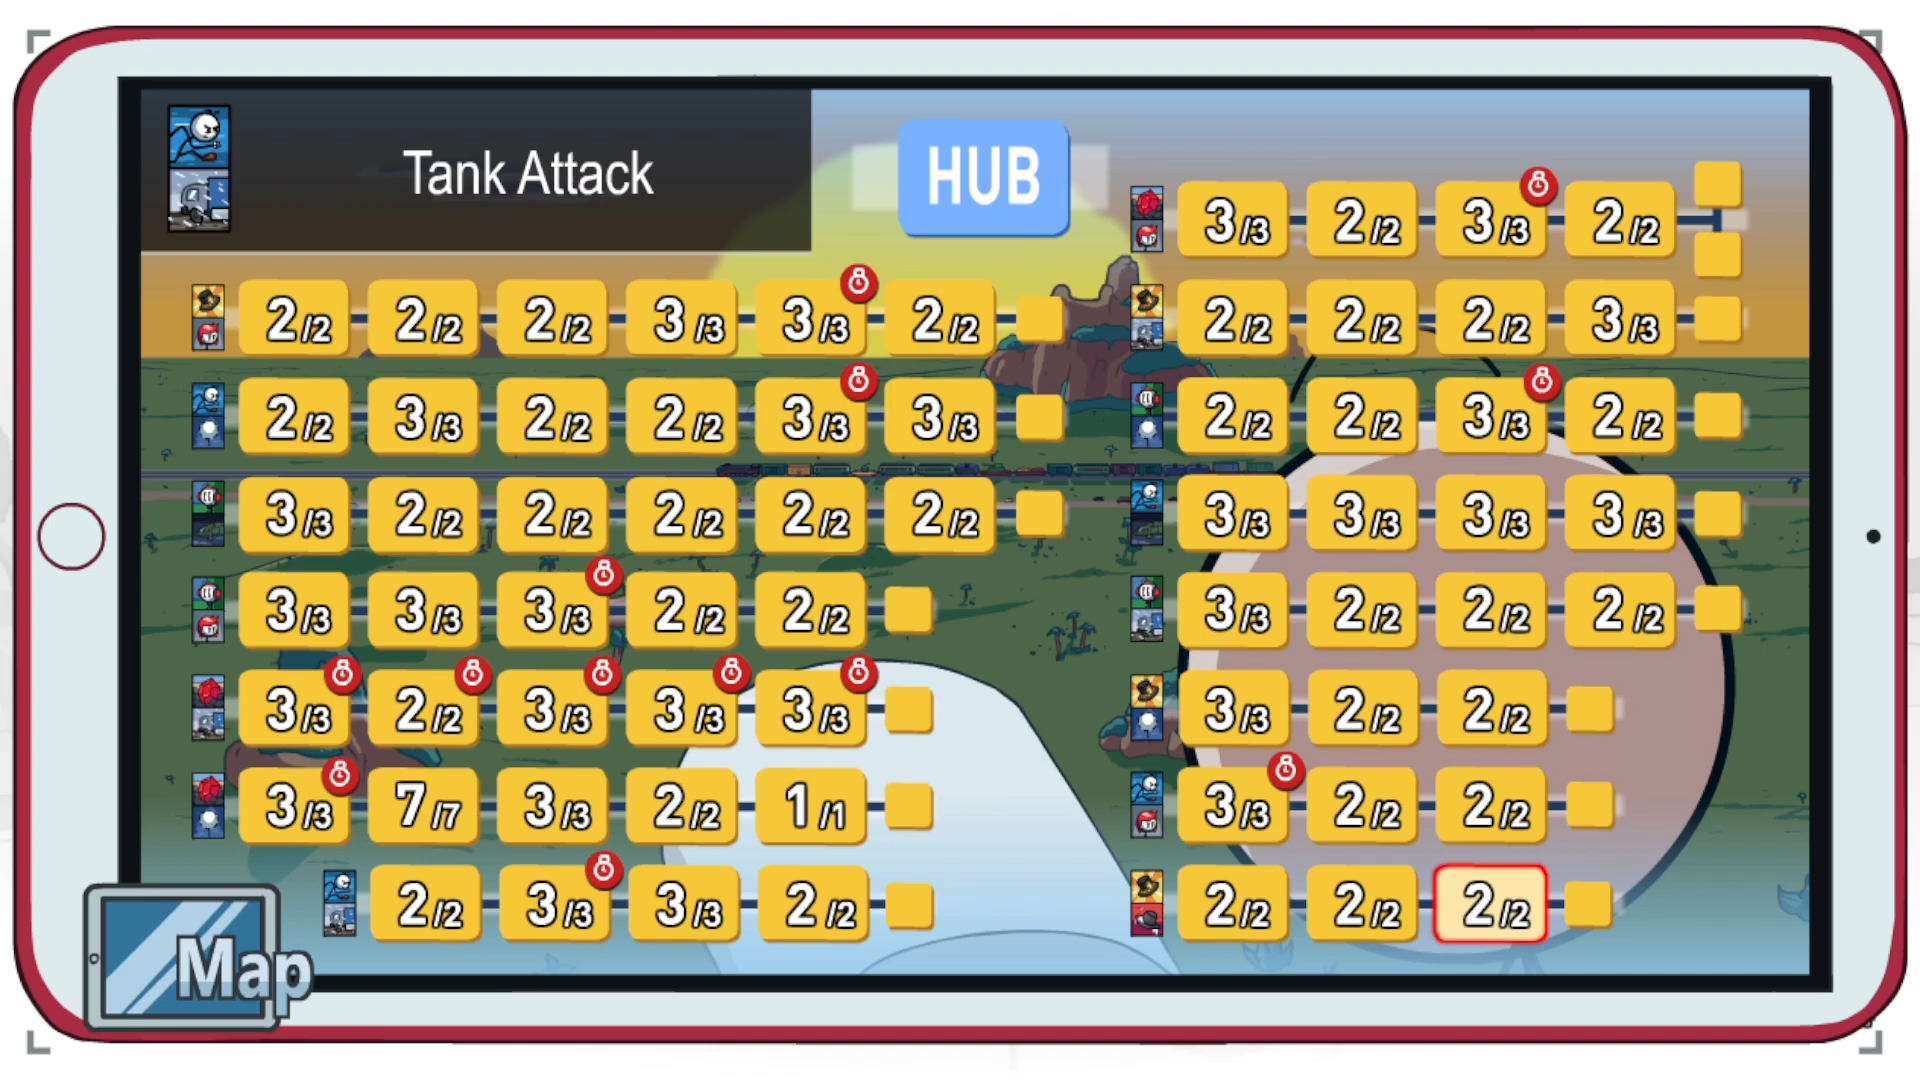 Tank Attack
HUB
3/3 2/2 3/3 2/2
2/2 2/2 2/2 3/3 3/3 2/2
2/2 2/2 2/2 3/3
2/2 3/3 2/2 2/2 3/3 3/3
2/2 2/2 3/3 2/2
3/3 2/2 2/2 2/2 2/2 2/2
3/3 3/3 3/3 3/3
3/3 3/3 3/3 2/2 2/2
3/3 2/2 2/2 2/2
3/3 2/2 3/3 3/3 3/3
3/3 2/2 2/2
3/3 7/7 3/3 2/2 1/1
3/3 2/2 2/2
2/2 3/3 3/3 2/2
2/2 2/2 2/2
Map